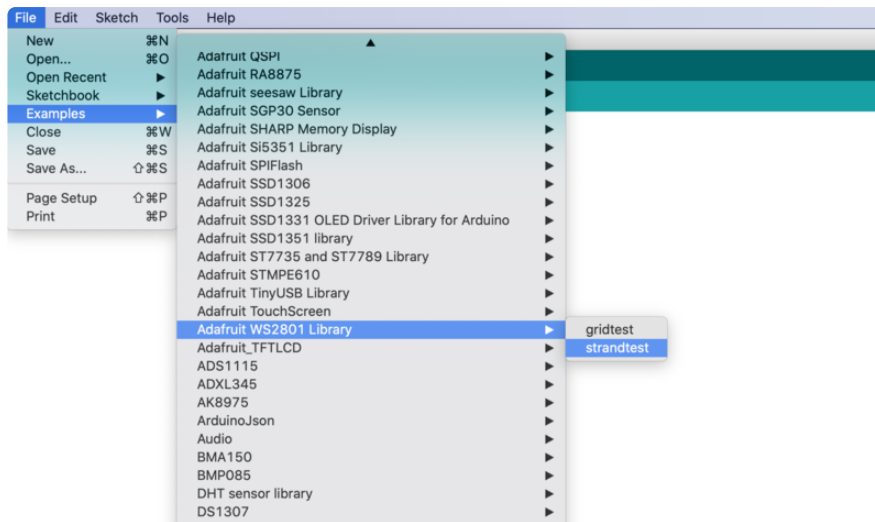 File Edit Sketch Tools Help
New ⌘N
Open... ⌘O
Open Recent ▶
Sketchbook ▶
Examples ▶
Close ⌘W
Save ⌘S
Save As... ⇧⌘S
Page Setup ⇧⌘P
Print ⌘P
▲
Adafruit QSPI ▶
Adafruit RA8875 ▶
Adafruit seesaw Library ▶
Adafruit SGP30 Sensor ▶
Adafruit SHARP Memory Display ▶
Adafruit Si5351 Library ▶
Adafruit SPIFlash ▶
Adafruit SSD1306 ▶
Adafruit SSD1325 ▶
Adafruit SSD1331 OLED Driver Library for Arduino ▶
Adafruit SSD1351 library ▶
Adafruit ST7735 and ST7789 Library ▶
Adafruit STMPE610 ▶
Adafruit TinyUSB Library ▶
Adafruit TouchScreen ▶
Adafruit WS2801 Library ▶
Adafruit_TFTLCD ▶
ADS1115 ▶
ADXL345 ▶
AK8975 ▶
ArduinoJson ▶
Audio ▶
BMA150 ▶
BMP085 ▶
DHT sensor library ▶
DS1307 ▶
gridtest
strandtest